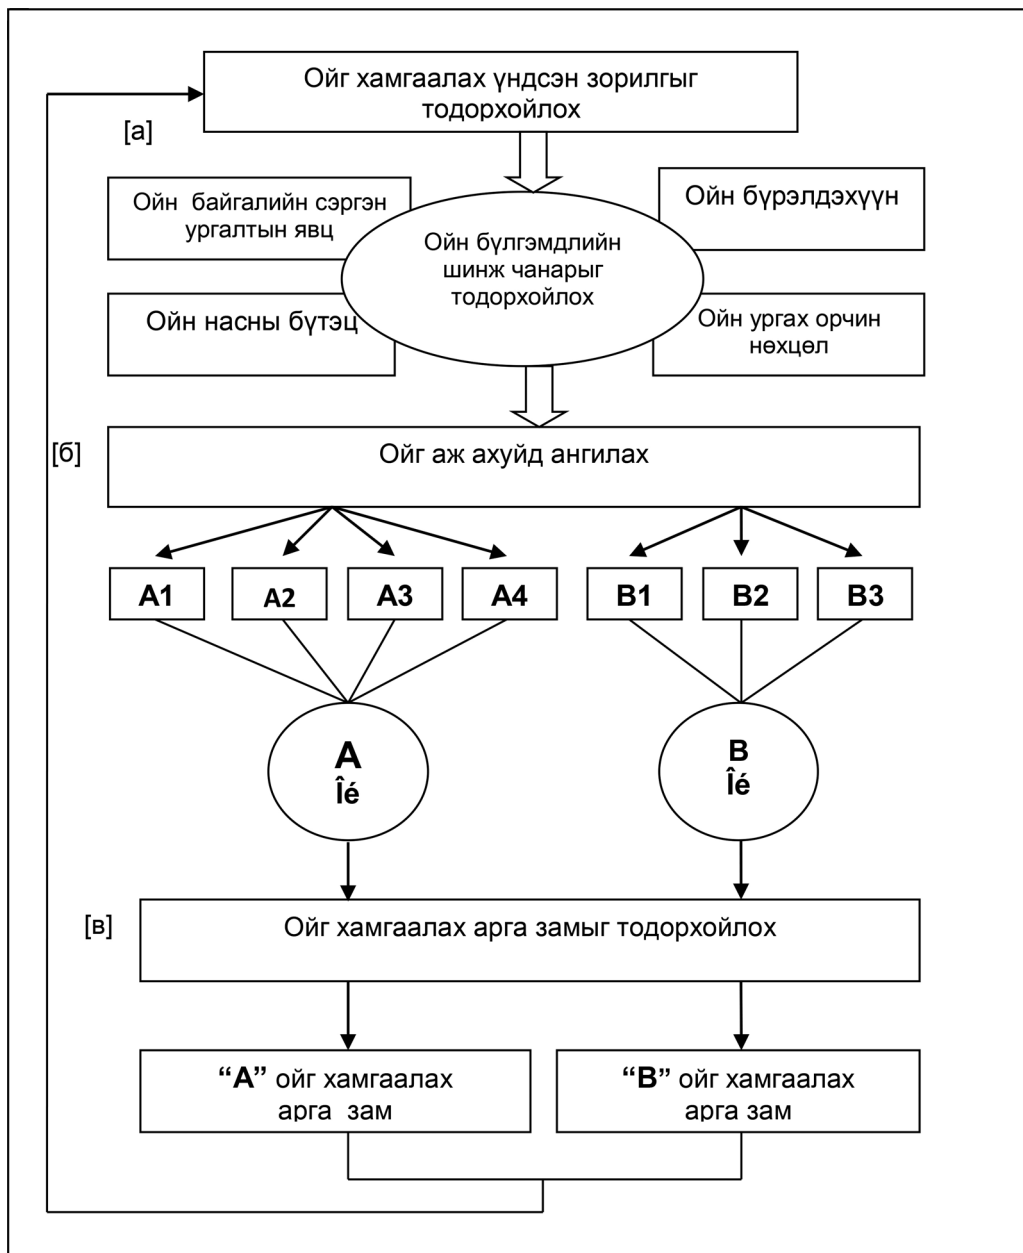 Ойг хамгаалах үндсэн зорилгыг
тодорхойлох
[а]
Ойн байгалийн сэргэн
ургалтын явц
Ойн бүрэлдэхүүн
Ойн бүлгэмдлийн
шинж чанарыг
тодорхойлох
Ойн насны бүтэц
Ойн ургах орчин
нөхцөл
[б]
Ойг аж ахуйд ангилах
А1
А2
А3
А4
В1
В2
В3
А
Îé
В
Îé
[в]
Ойг хамгаалах арга замыг тодорхойлох
“А” ойг хамгаалах
арга зам
“В” ойг хамгаалах
арга зам